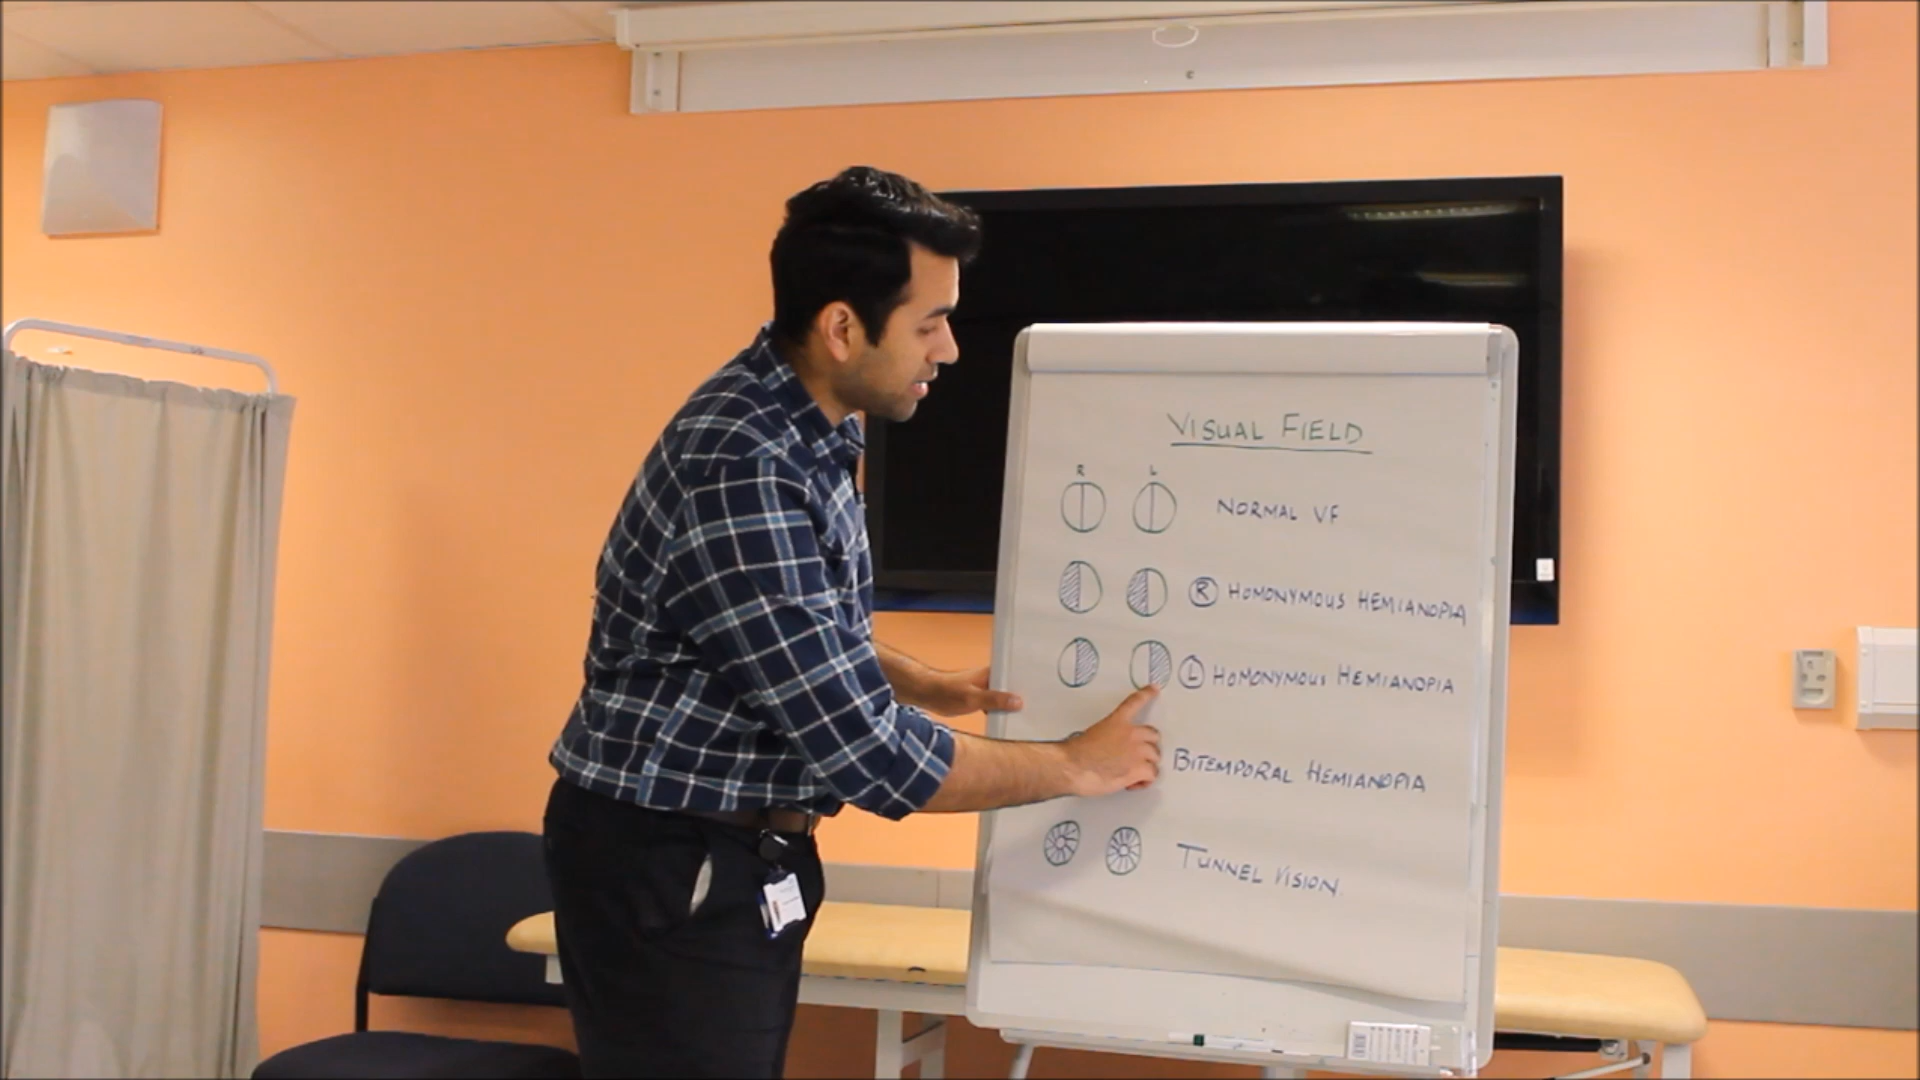 VISUAL FIELD
R L
NORMAL VF
R HOMONYMOUS HEMIANOPIA
L HOMONYMOUS HEMIANOPIA
BITEMPORAL HEMIANOPIA
TUNNEL VISION